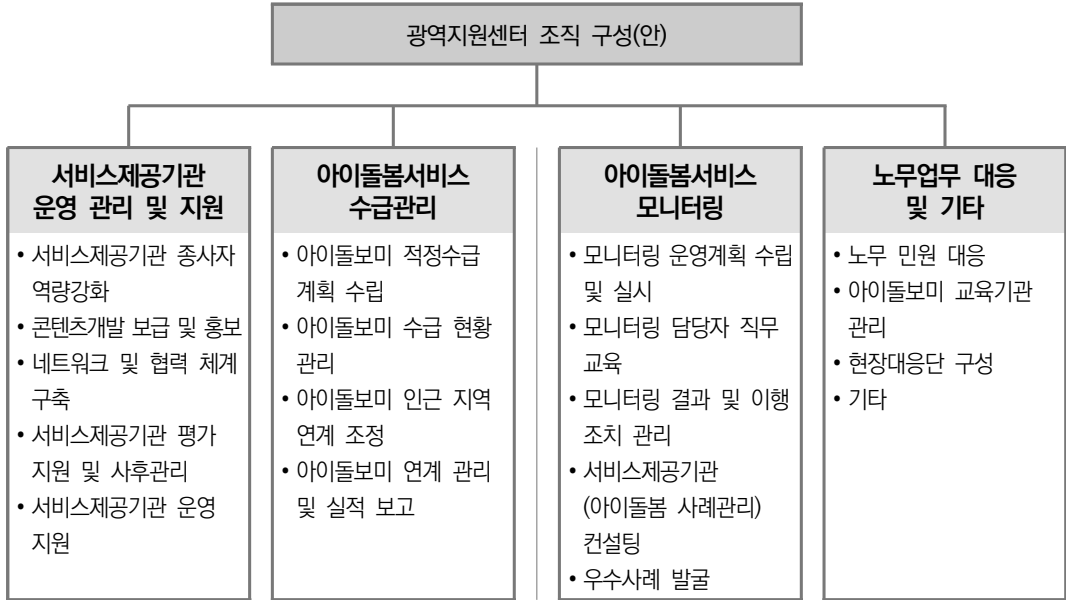 광역지원센터 조직 구성(안)
서비스제공기관
운영 관리 및 지원
• 서비스제공기관 종사자
역량강화
• 콘텐츠개발 보급 및 홍보
• 네트워크 및 협력 체계
구축
• 서비스제공기관 평가
지원 및 사후관리
• 서비스제공기관 운영
지원
아이돌봄서비스
수급관리
• 아이돌보미 적정수급
계획 수립
• 아이돌보미 수급 현황
관리
• 아이돌보미 인근 지역
연계 조정
• 아이돌보미 연계 관리
및 실적 보고
아이돌봄서비스
모니터링
• 모니터링 운영계획 수립
및 실시
• 모니터링 담당자 직무
교육
• 모니터링 결과 및 이행
조치 관리
• 서비스제공기관
(아이돌봄 사례관리)
컨설팅
• 우수사례 발굴
노무업무 대응
및 기타
• 노무 민원 대응
• 아이돌보미 교육기관
관리
• 현장대응단 구성
• 기타